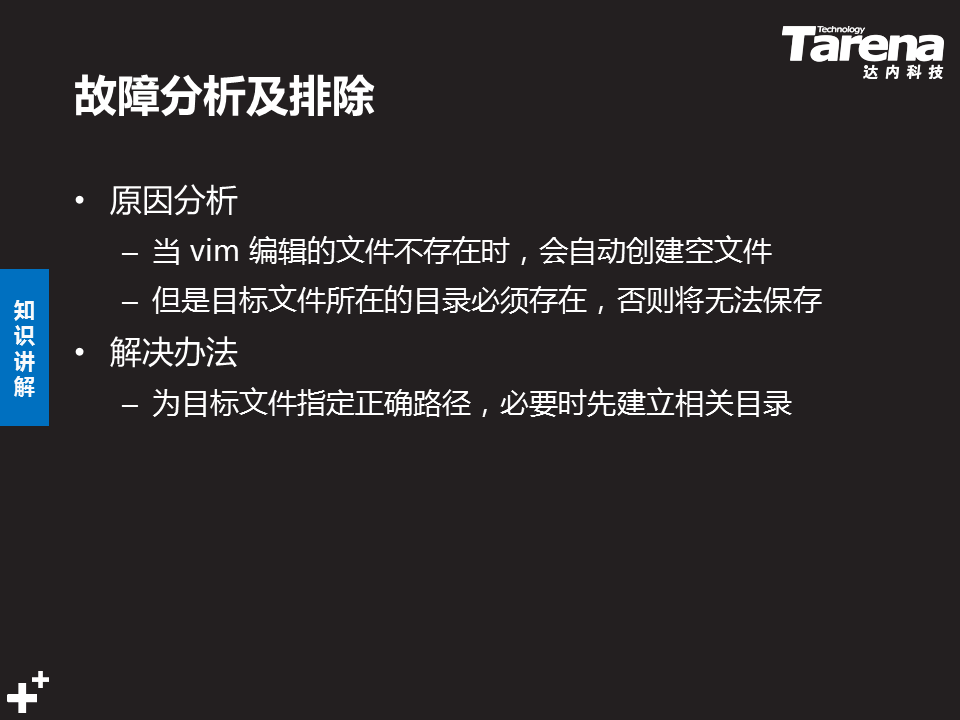 Technology
Tarena
达内科技
故障分析及排除
• 原因分析
– 当 vim 编辑的文件不存在时，会自动创建空文件
– 但是目标文件所在的目录必须存在，否则将无法保存
• 解决办法
– 为目标文件指定正确路径，必要时先建立相关目录
知识讲解